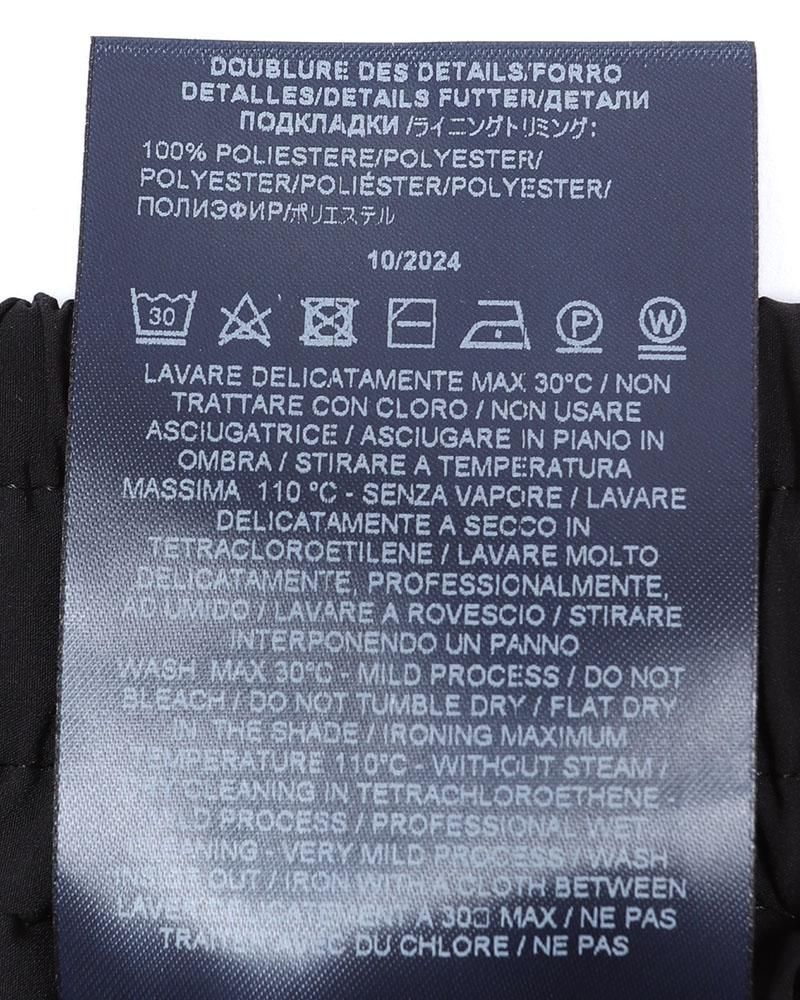 DOUBLURE DES DETAILS/FORRO
DETALLES/DETAILS FUTTER/ДЕТАЛИ
ПОДКЛАДКИ /ライニングトリミング:
100% POLIESTERE/POLYESTER/
POLYESTER/POLIÉSTER/POLYESTER/
ПОЛИЭФИР/ポリエステル
10/2024
30 P W
LAVARE DELICATAMENTE MAX 30°C / NON
TRATTARE CON CLORO / NON USARE
ASCIUGATRICE / ASCIUGARE IN PIANO IN
OMBRA / STIRARE A TEMPERATURA
MASSIMA 110 °C - SENZA VAPORE / LAVARE
DELICATAMENTE A SECCO IN
TETRACLOROETILENE / LAVARE MOLTO
DELICATAMENTE, PROFESSIONALMENTE,
AD UMIDO / LAVARE A ROVESCIO / STIRARE
INTERPONENDO UN PANNO
WASH MAX 30°C - MILD PROCESS / DO NOT
BLEACH / DO NOT TUMBLE DRY / FLAT DRY
IN THE SHADE / IRONING MAXIMUM
TEMPERATURE 110°C - WITHOUT STEAM /
DRY CLEANING IN TETRACHLOROETHENE -
MILD PROCESS / PROFESSIONAL WET
CLEANING - VERY MILD PROCESS / WASH
INSIDE OUT / IRON WITH A CLOTH BETWEEN
A 30□ MAX / NE PAS
AVEC DU CHLORE / NE PAS